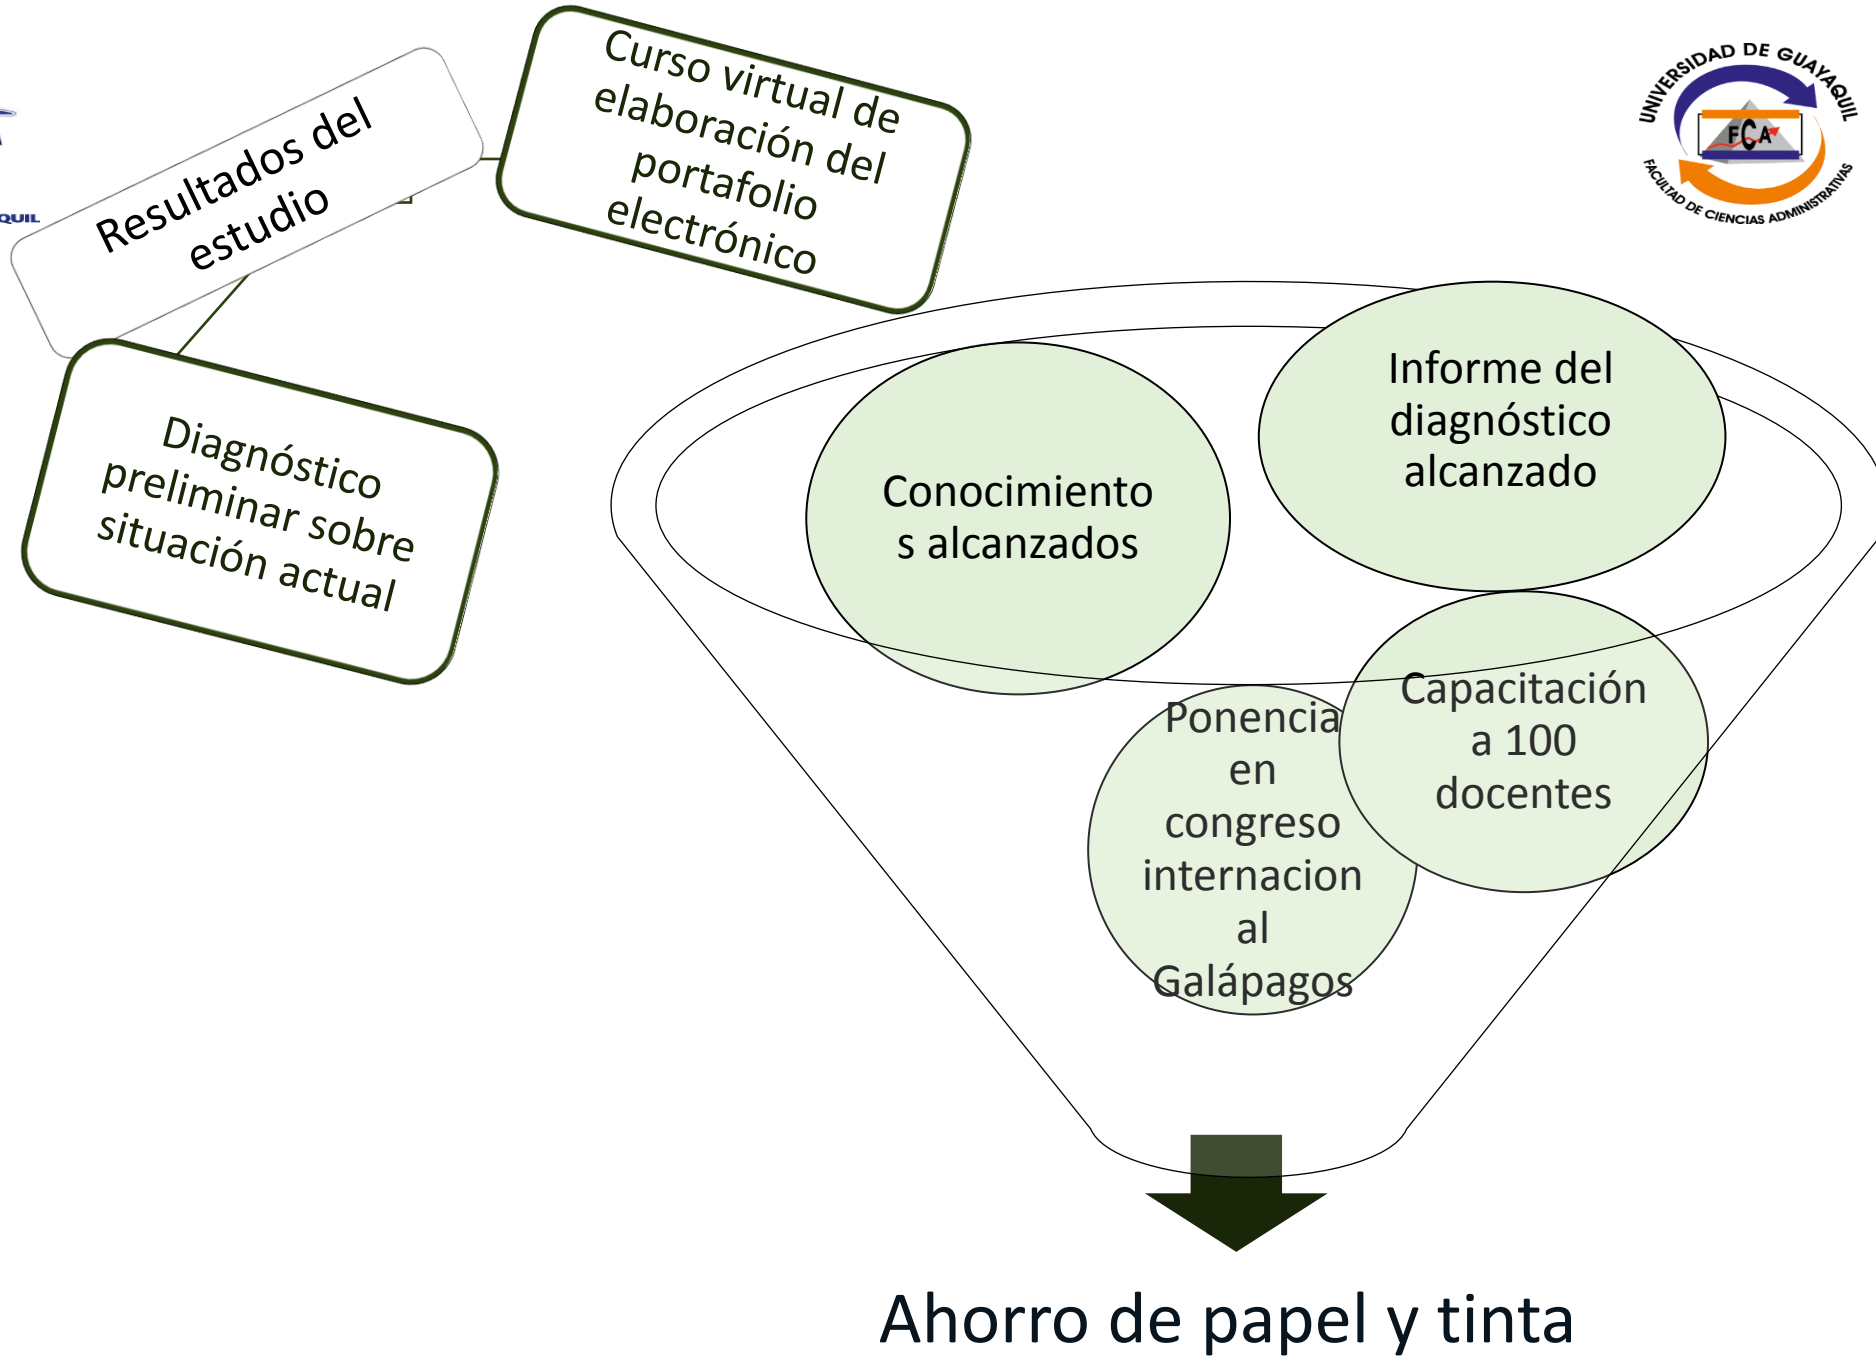 Resultados del
estudio
Curso virtual de
elaboración del
portafolio
electrónico
Diagnóstico
preliminar sobre
situación actual
QUIL
UNIVERSIDAD DE GUAYAQUIL
FCA
FACULTAD DE CIENCIAS ADMINISTRATIVAS
Informe del
diagnóstico
alcanzado
Conocimiento
s alcanzados
Capacitación
a 100
docentes
Ponencia
en
congreso
internacion
al
Galápagos
Ahorro de papel y tinta